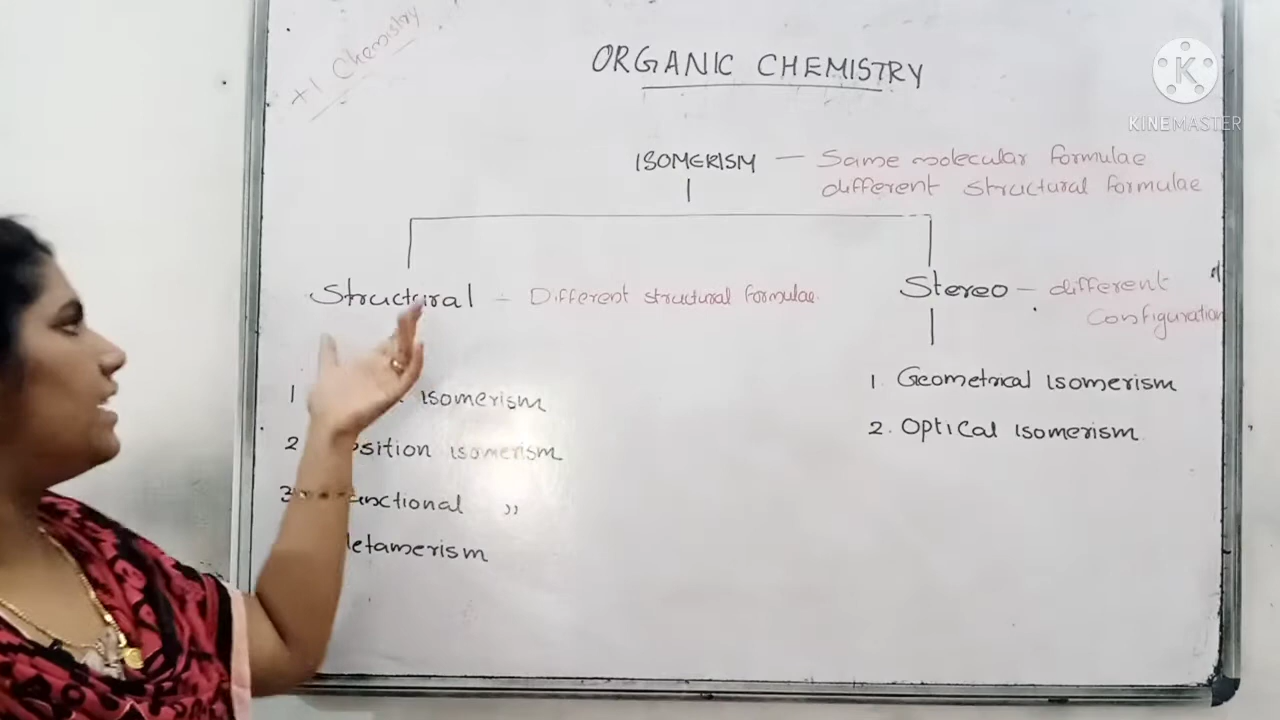 +1 Chemistry
ORGANIC CHEMISTRY
KINEMASTER
ISOMERISM — Same molecular formulae
different structural formulae
Structural – Different structural formulae.
Stereo – different
Configuration
1 isomerism
2 osition isomerism
3 unctional ,,
etamerism
1. Geometrical isomerism
2. Optical isomerism